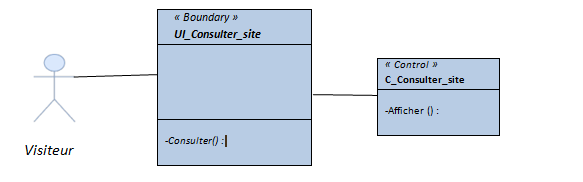 « Boundary »
UI_Consulter_site
-Consulter() :
« Control »
C_Consulter_site
-Afficher () :
Visiteur